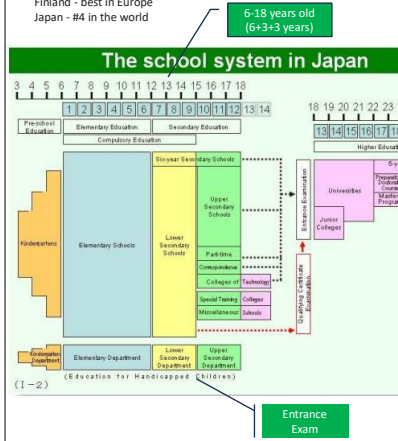 Finland - best in Europe
Japan - #4 in the world
6-18 years old
(6+3+3 years)
The school system in Japan
3 4 5 6 7 8 9 10 11 12 13 14 15 16 17 18
18 19 20 21 22 23
1 2 3 4 5 6 7 8 9 10 11 12 13 14
13 14 15 16 17 18
Pre-school
Education
Elementary Education
Secondary Education
Higher Educati
Compulsory Education
Six-year Secondary Schools
Kindergartens
Elementary Schools
Lower
Secondary
Schools
Upper
Secondary
Schools
Part-time
Correspondence
Colleges of Technology
Special Training Colleges
Miscellaneous Schools
Entrance Examination
Qualifying Certificate
Examination
Universities
Junior
Colleges
6-y
Doctoral
Course
Master
Progra
Kindergarten
Department
Elementary Department
Lower
Secondary
Department
Upper
Secondary
Department
(Education for Handicapped Children)
(I-2)
Entrance
Exam